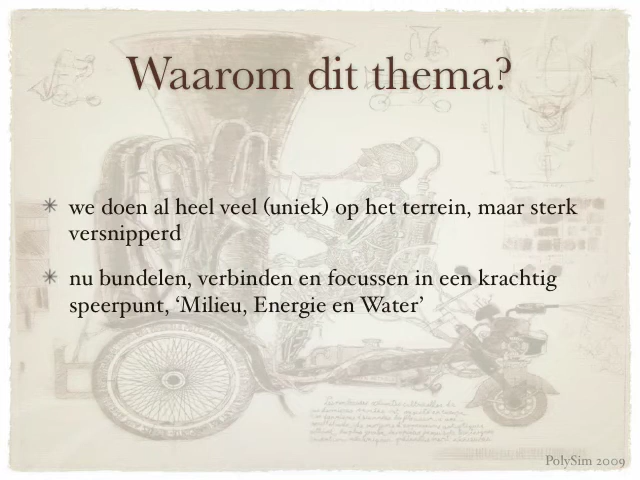 Waarom dit thema?
we doen al heel veel (uniek) op het terrein, maar sterk
versnipperd
nu bundelen, verbinden en focussen in een krachtig
speerpunt, ‘Milieu, Energie en Water’
PolySim 2009